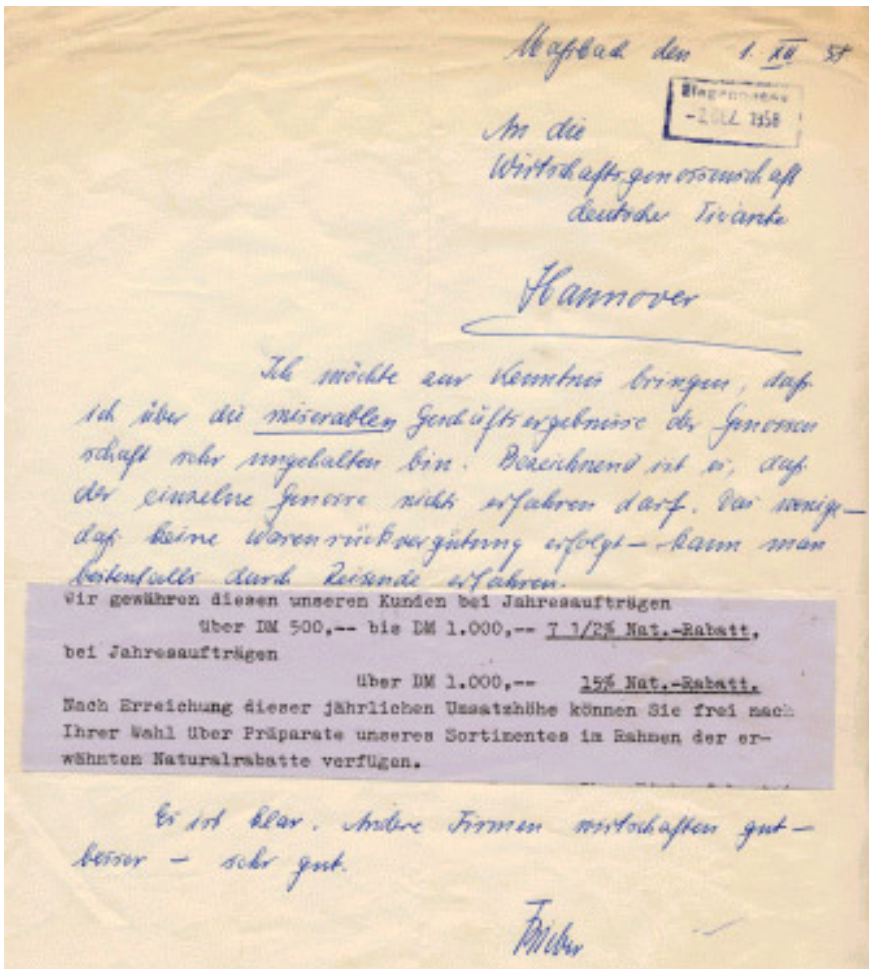 Maßbach den 1. XII 58
Eingegangen
-2. DEZ. 1958
An die
Wirtschaftsgenossenschaft
deutscher Tierärzte
Hannover
Ich möchte zur Kenntnis bringen, daß
ich über die miserablen Geschäftsergebnisse der Genossen
schaft sehr ungehalten bin. Bezeichnend ist es, daß
der einzelne Genosse nichts erfahren darf. Das wenige –
daß keine Warenrückvergütung erfolgt – kann man
bestenfalls durch Reisende erfahren.
Wir gewähren diesen unseren Kunden bei Jahresaufträgen
über DM 500,-- bis DM 1.000,-- 7 1/2% Nat.-Rabatt,
bei Jahresaufträgen
über DM 1.000,-- 15% Nat.-Rabatt.
Nach Erreichung dieser jährlichen Umsatzhöhe können Sie frei nach
Ihrer Wahl über Präparate unseres Sortimentes im Rahmen der er-
wähnten Naturalrabatte verfügen.
Es ist klar. Andere Firmen wirtschaften gut –
besser – sehr gut.